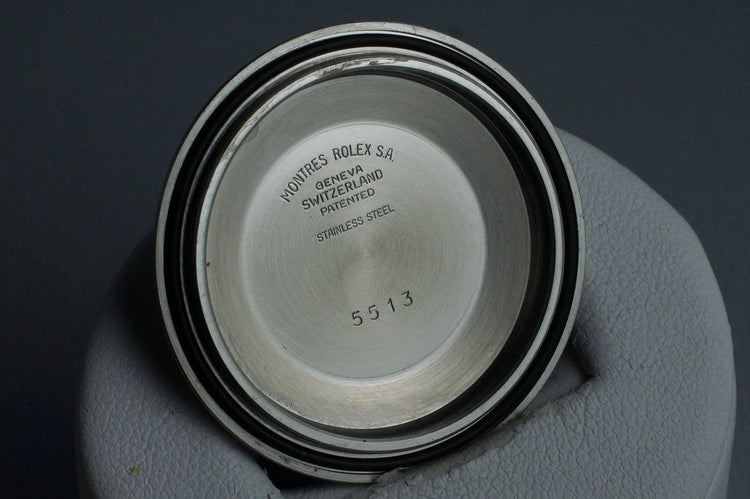 MONTRES ROLEX S.A.
GENEVA
SWITZERLAND
PATENTED
STAINLESS STEEL
5513